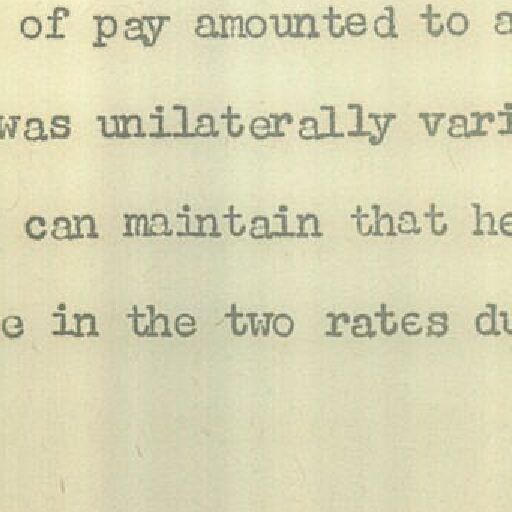 of pay amounted to a
was unilaterally vari
can maintain that he
e in the two rates du